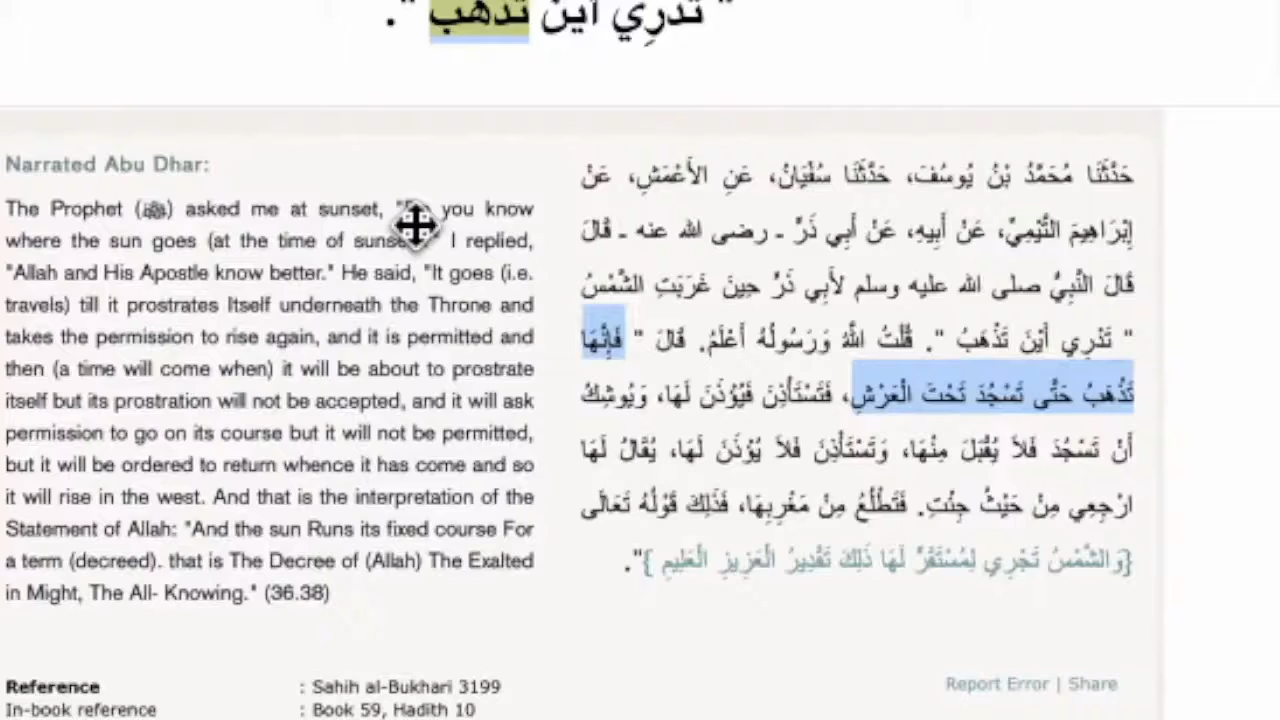 " تَدْرِي أَيْنَ تَذْهَبُ ".
Narrated Abu Dhar:
The Prophet (ﷺ) asked me at sunset, you know
where the sun goes (at the time of I replied,
"Allah and His Apostle know better." He said, "It goes (i.e.
travels) till it prostrates Itself underneath the Throne and
takes the permission to rise again, and it is permitted and
then (a time will come when) it will be about to prostrate
itself but its prostration will not be accepted, and it will ask
permission to go on its course but it will not be permitted,
but it will be ordered to return whence it has come and so
it will rise in the west. And that is the interpretation of the
Statement of Allah: "And the sun Runs its fixed course For
a term (decreed). that is The Decree of (Allah) The Exalted
in Might, The All- Knowing." (36.38)
حَدَّثَنَا مُحَمَّدُ بْنُ يُوسُفَ، حَدَّثَنَا سُفْيَانُ، عَنِ الأَعْمَشِ، عَنْ
إِبْرَاهِيمَ التَّيْمِيِّ، عَنْ أَبِيهِ، عَنْ أَبِي ذَرٍّ ـ رضى الله عنه ـ قَالَ
قَالَ النَّبِيُّ صلى الله عليه وسلم لأَبِي ذَرٍّ حِينَ غَرَبَتِ الشَّمْسُ
" تَدْرِي أَيْنَ تَذْهَبُ ". قُلْتُ اللَّهُ وَرَسُولُهُ أَعْلَمُ. قَالَ " فَإِنَّهَا
تَذْهَبُ حَتَّى تَسْجُدَ تَحْتَ الْعَرْشِ، فَتَسْتَأْذِنَ فَيُؤْذَنَ لَهَا، وَيُوشِكُ
أَنْ تَسْجُدَ فَلاَ يُقْبَلَ مِنْهَا، وَتَسْتَأْذِنَ فَلاَ يُؤْذَنَ لَهَا، يُقَالُ لَهَا
ارْجِعِي مِنْ حَيْثُ جِئْتِ. فَتَطْلُعُ مِنْ مَغْرِبِهَا، فَذَلِكَ قَوْلُهُ تَعَالَى
{وَالشَّمْسُ تَجْرِي لِمُسْتَقَرٍّ لَهَا ذَلِكَ تَقْدِيرُ الْعَزِيزِ الْعَلِيمِ }".
Reference : Sahih al-Bukhari 3199
In-book reference : Book 59, Hadith 10
Report Error | Share